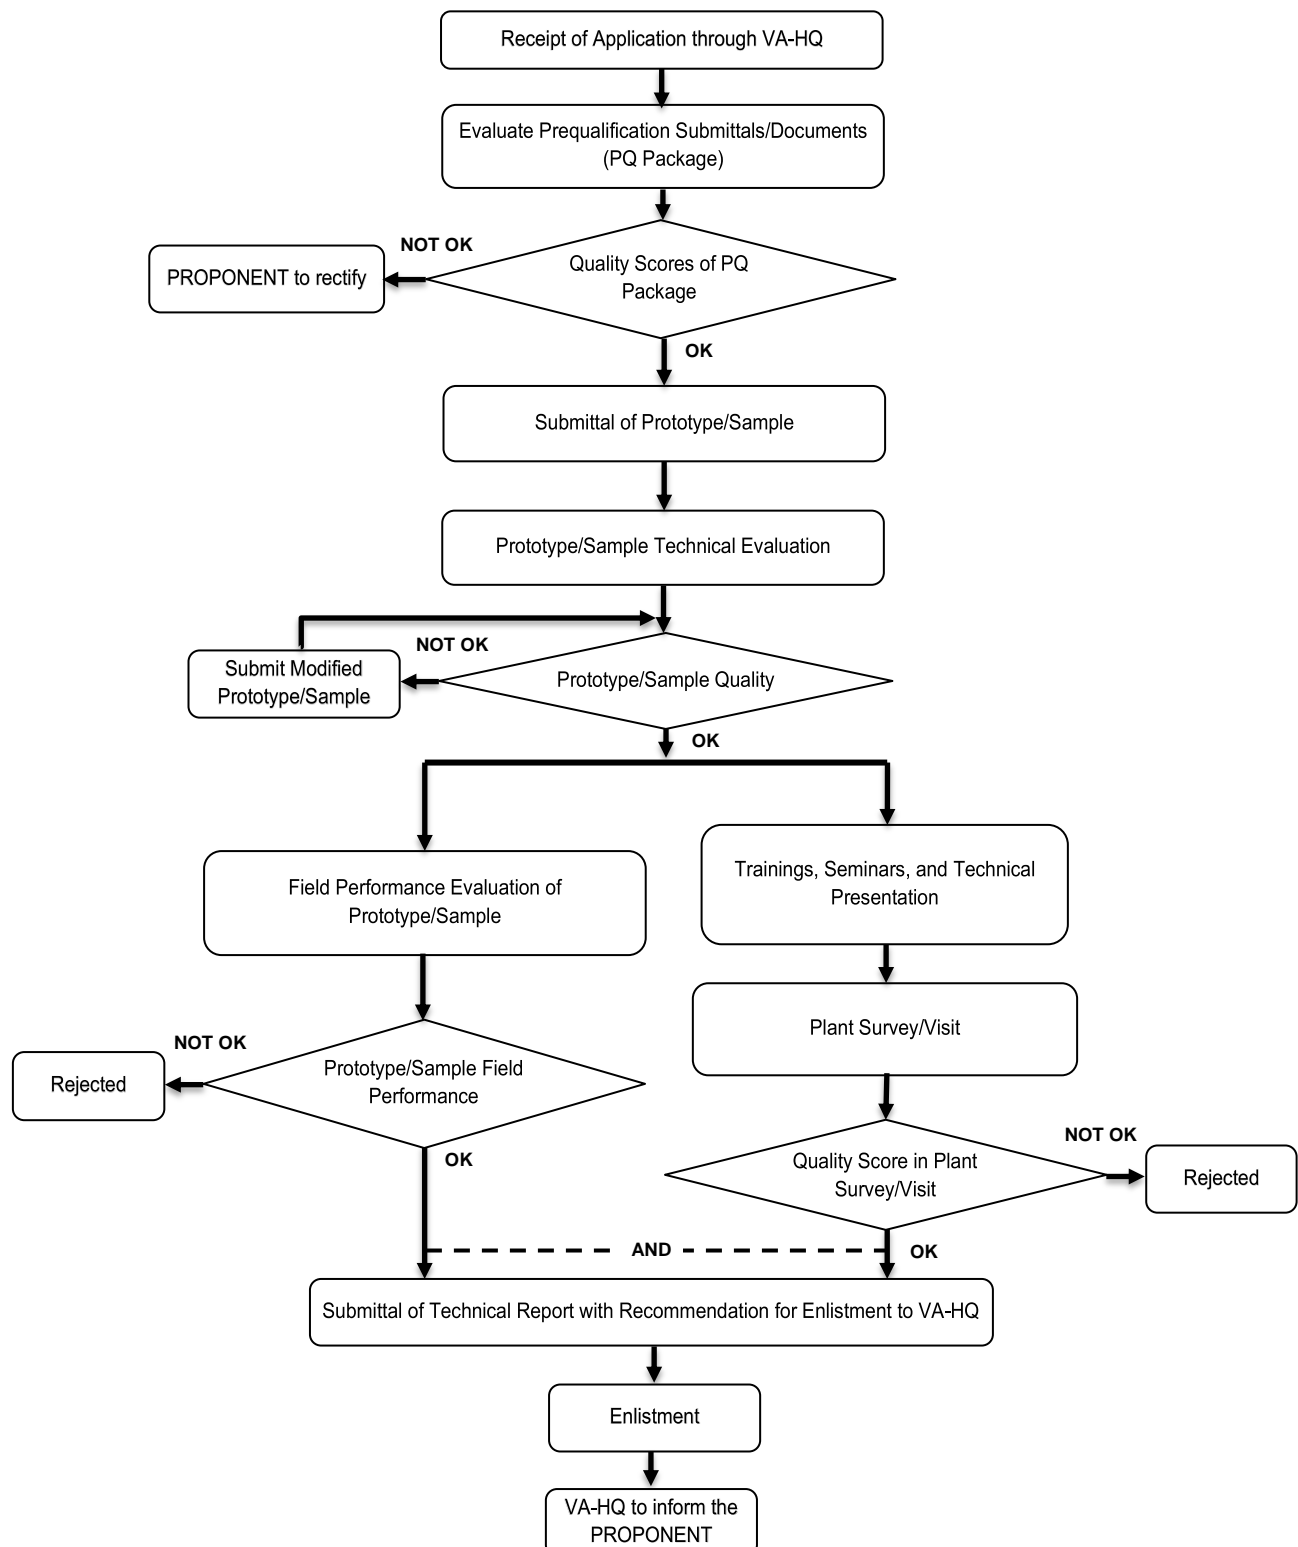 Receipt of Application through VA-HQ
Evaluate Prequalification Submittals/Documents
(PQ Package)
NOT OK
PROPONENT to rectify
Quality Scores of PQ
Package
OK
Submittal of Prototype/Sample
Prototype/Sample Technical Evaluation
NOT OK
Submit Modified
Prototype/Sample
Prototype/Sample Quality
OK
Field Performance Evaluation of
Prototype/Sample
Trainings, Seminars, and Technical
Presentation
Plant Survey/Visit
NOT OK
Rejected
Prototype/Sample Field
Performance
OK
Quality Score in Plant
Survey/Visit
NOT OK
Rejected
AND
OK
Submittal of Technical Report with Recommendation for Enlistment to VA-HQ
Enlistment
VA-HQ to inform the
PROPONENT